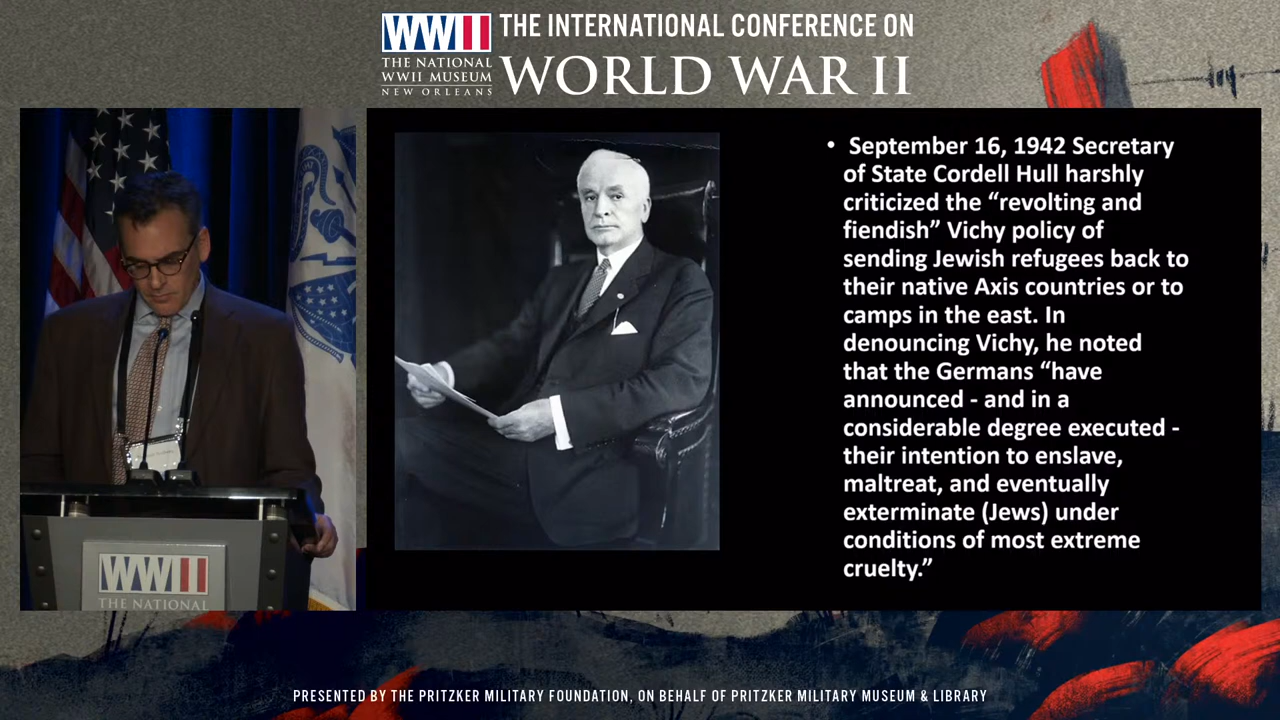 WWII
THE NATIONAL
WWII MUSEUM
NEW ORLEANS
THE INTERNATIONAL CONFERENCE ON
WORLD WAR II
• September 16, 1942 Secretary
of State Cordell Hull harshly
criticized the “revolting and
fiendish” Vichy policy of
sending Jewish refugees back to
their native Axis countries or to
camps in the east. In
denouncing Vichy, he noted
that the Germans “have
announced - and in a
considerable degree executed -
their intention to enslave,
maltreat, and eventually
exterminate (Jews) under
conditions of most extreme
cruelty.”
WWII
THE NATIONAL
PRESENTED BY THE PRITZKER MILITARY FOUNDATION, ON BEHALF OF PRITZKER MILITARY MUSEUM & LIBRARY